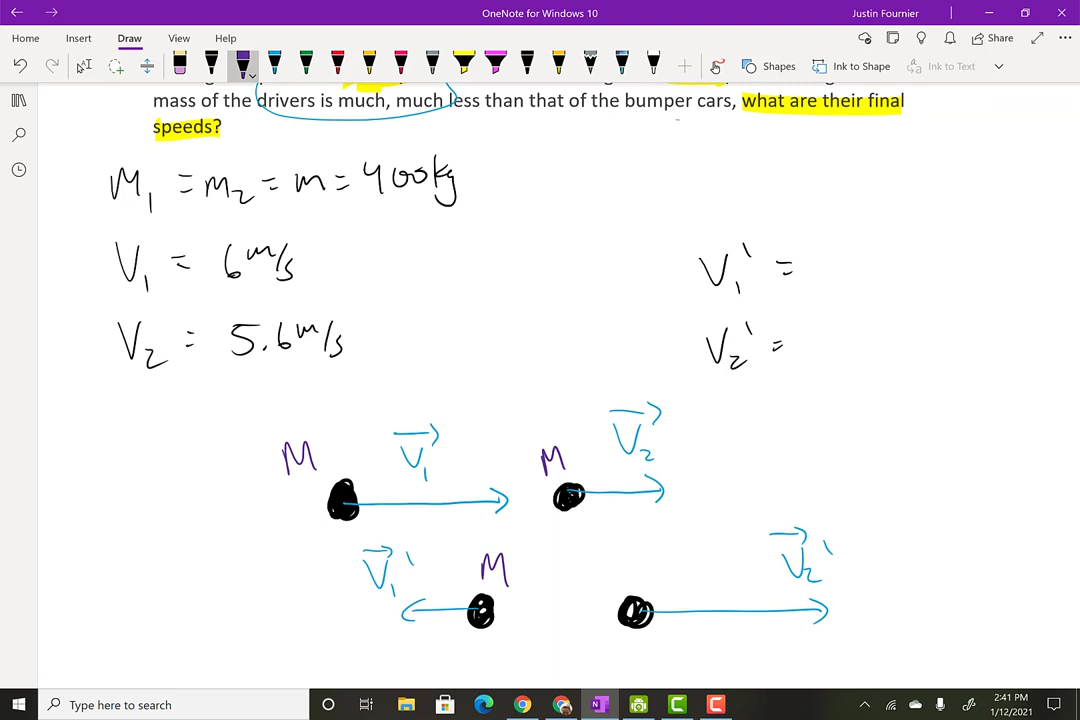 OneNote for Windows 10
Justin Fournier
Home Insert Draw View Help
Share
Shapes Ink to Shape Ink to Text
mass of the drivers is much, much less than that of the bumper cars, what are their final
speeds?
M₁ = m₂ = m = 400kg
V₁ = 6 m/s
V₁' =
V₂ = 5.6 m/s
V₂' =
M V₁ M V₂
V₁' M V₂'
Type here to search
2:41 PM
1/12/2021